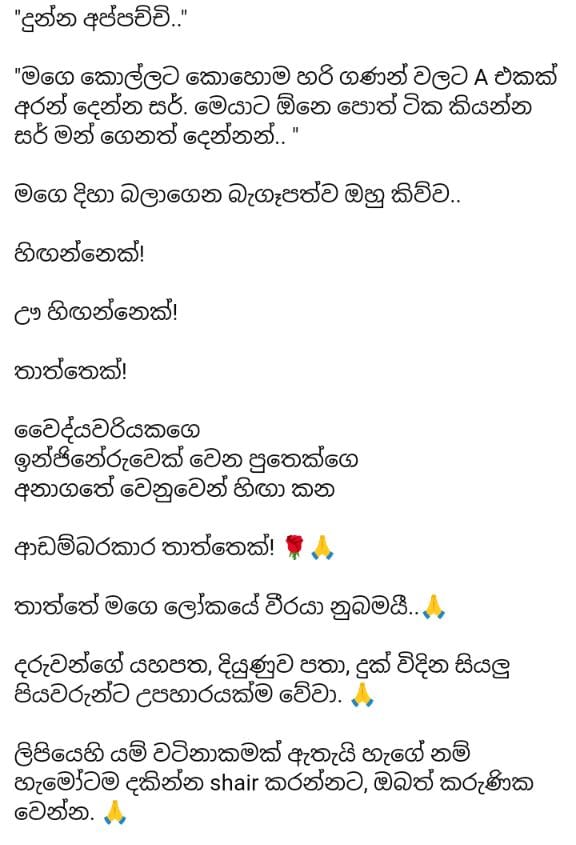 "දුන්න අප්පච්චි.."
"මගෙ කොල්ලට කොහොම හරි ගණන් වලට A එකක්
අරන් දෙන්න සර්. මෙයාට ඕනෙ පොත් ටික කියන්න
සර් මන් ගෙනත් දෙන්නන්.. "
මගෙ දිහා බලාගෙන බැගෑපත්ව ඔහු කිව්ව..
හිඟන්නෙක්!
ඌ හිඟන්නෙක්!
තාත්තෙක්!
වෛද්යවරියකගෙ
ඉන්ජිනේරුවෙක් වෙන පුතෙක්ගෙ
අනාගතේ වෙනුවෙන් හිඟා කන
ආඩම්බරකාර තාත්තෙක්! 🌹🙏
තාත්තේ මගෙ ලෝකයේ වීරයා නුබමයී..🙏
දරුවන්ගේ යහපත, දියුණුව පතා, දුක් විදින සියලු
පියවරුන්ට උපහාරයක්ම වේවා. 🙏
ලිපියෙහි යම් වටිනාකමක් ඇතැයි හැගේ නම්
හැමෝටම දකින්න shair කරන්නට, ඔබත් කරුණික
වෙන්න. 🙏